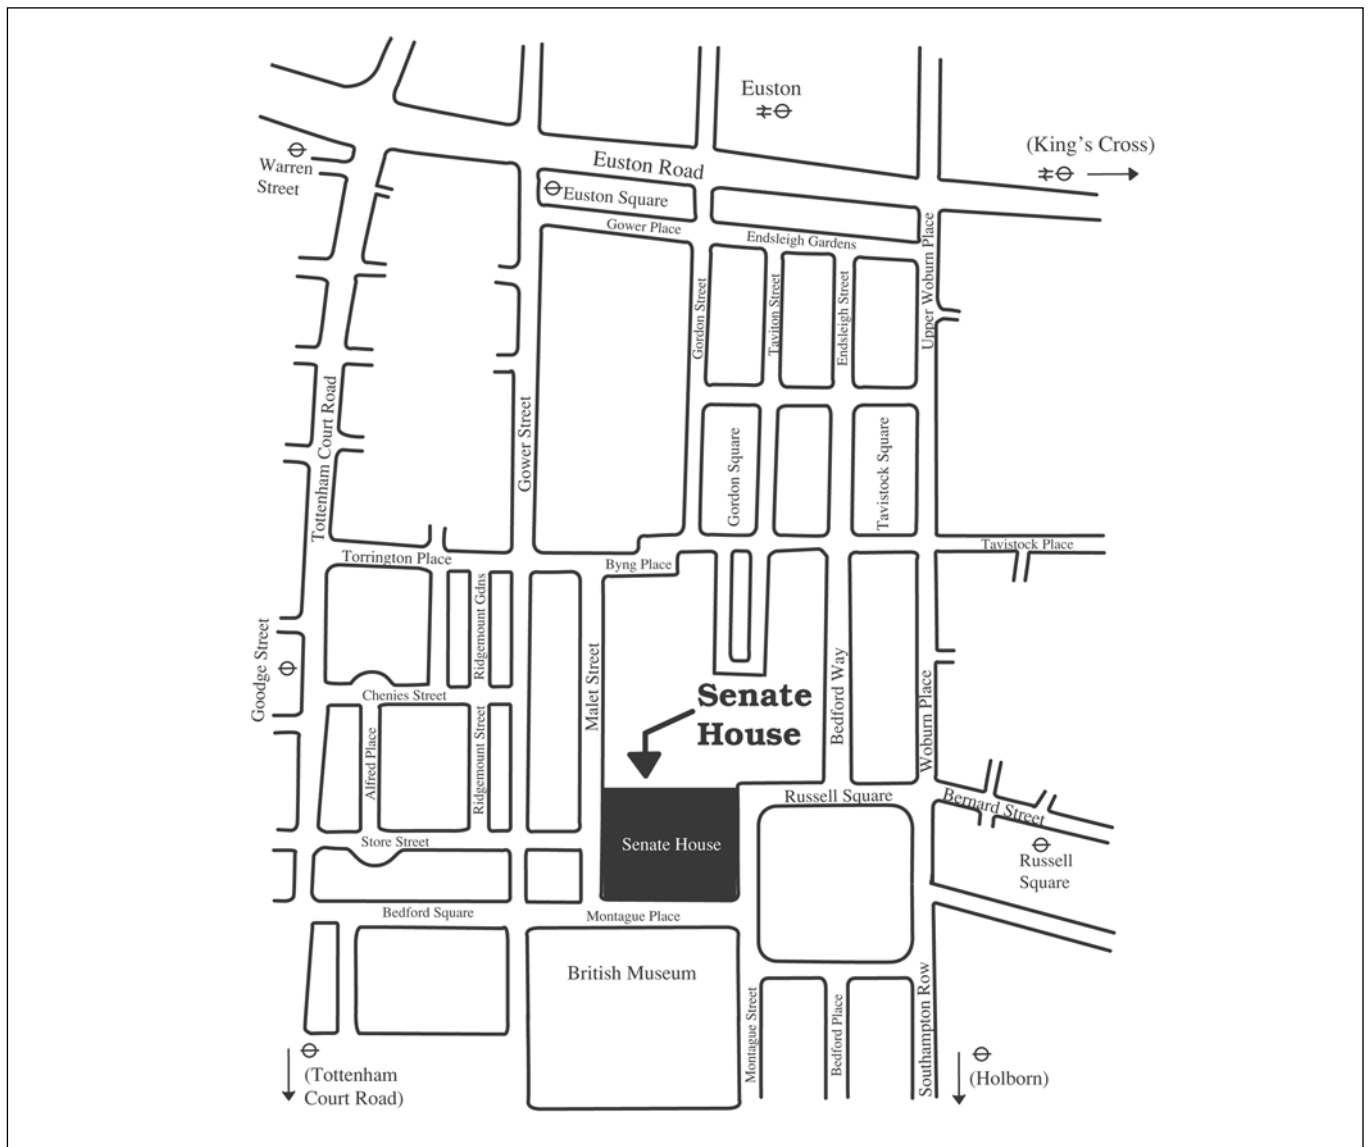 Euston
(King's Cross)
Warren
Street
Euston Road
Euston Square
Gower Place
Endsleigh Gardens
Upper Woburn Place
Gordon Street
Taviton Street
Endsleigh Street
Tottenham Court Road
Gower Street
Gordon Square
Tavistock Square
Torrington Place
Byng Place
Tavistock Place
Ridgemount Gdns
Goodge Street
Malet Street
Bedford Way
Woburn Place
Chenies Street
Senate
House
Alfred Place
Ridgemount Street
Russell Square
Bernard Street
Store Street
Senate House
Russell
Square
Bedford Square
Montague Place
British Museum
Montague Street
Bedford Place
Southampton Row
(Tottenham
Court Road)
(Holborn)